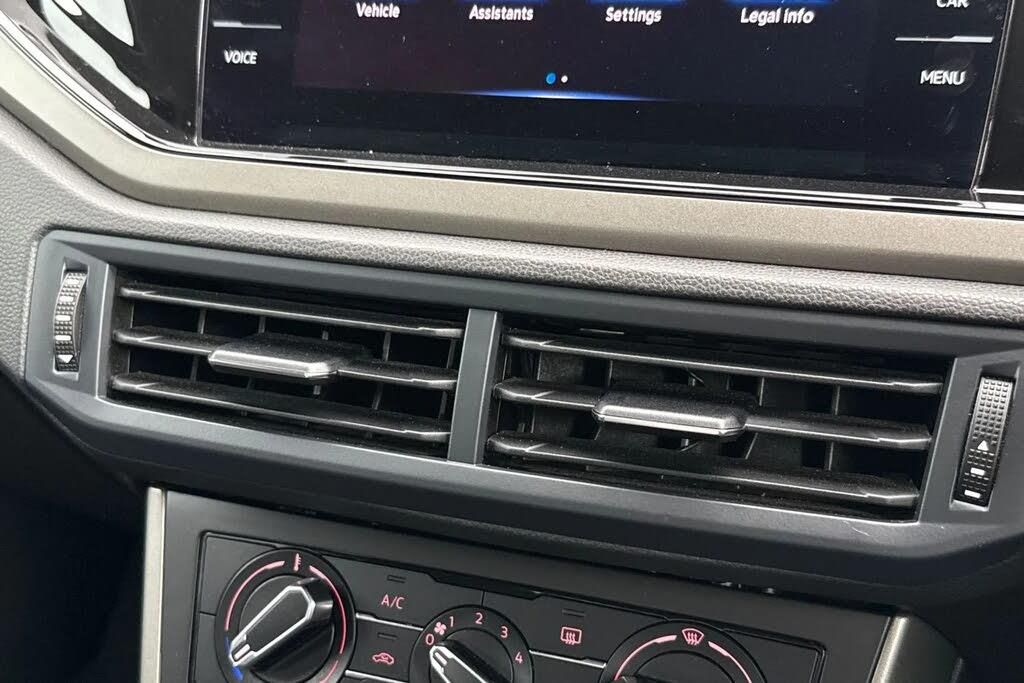 CAR
Vehicle Assistants Settings Legal info
VOICE
MENU
A/C
0 1 2 3 4